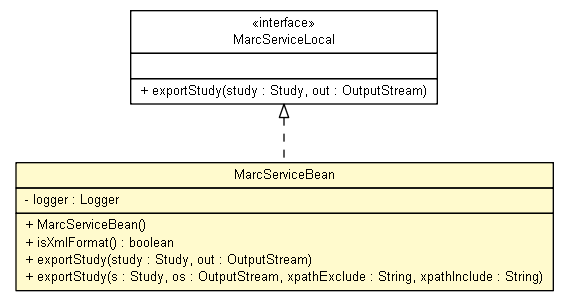 «interface»
MarcServiceLocal
+ exportStudy(study : Study, out : OutputStream)
MarcServiceBean
- logger : Logger
+ MarcServiceBean()
+ isXmlFormat() : boolean
+ exportStudy(study : Study, out : OutputStream)
+ exportStudy(s : Study, os : OutputStream, xpathExclude : String, xpathInclude : String)